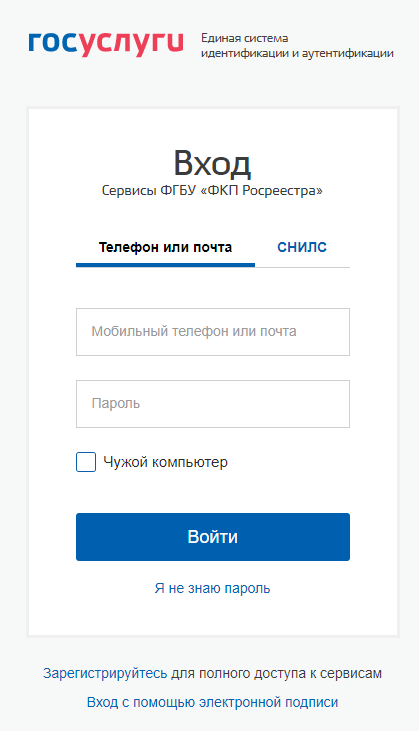 госуслуги
Единая система
идентификации и аутентификации
Вход
Сервисы ФГБУ «ФКП Росреестра»
Телефон или почта СНИЛС
Мобильный телефон или почта
Пароль
Чужой компьютер
Войти
Я не знаю пароль
Зарегистрируйтесь для полного доступа к сервисам
Вход с помощью электронной подписи